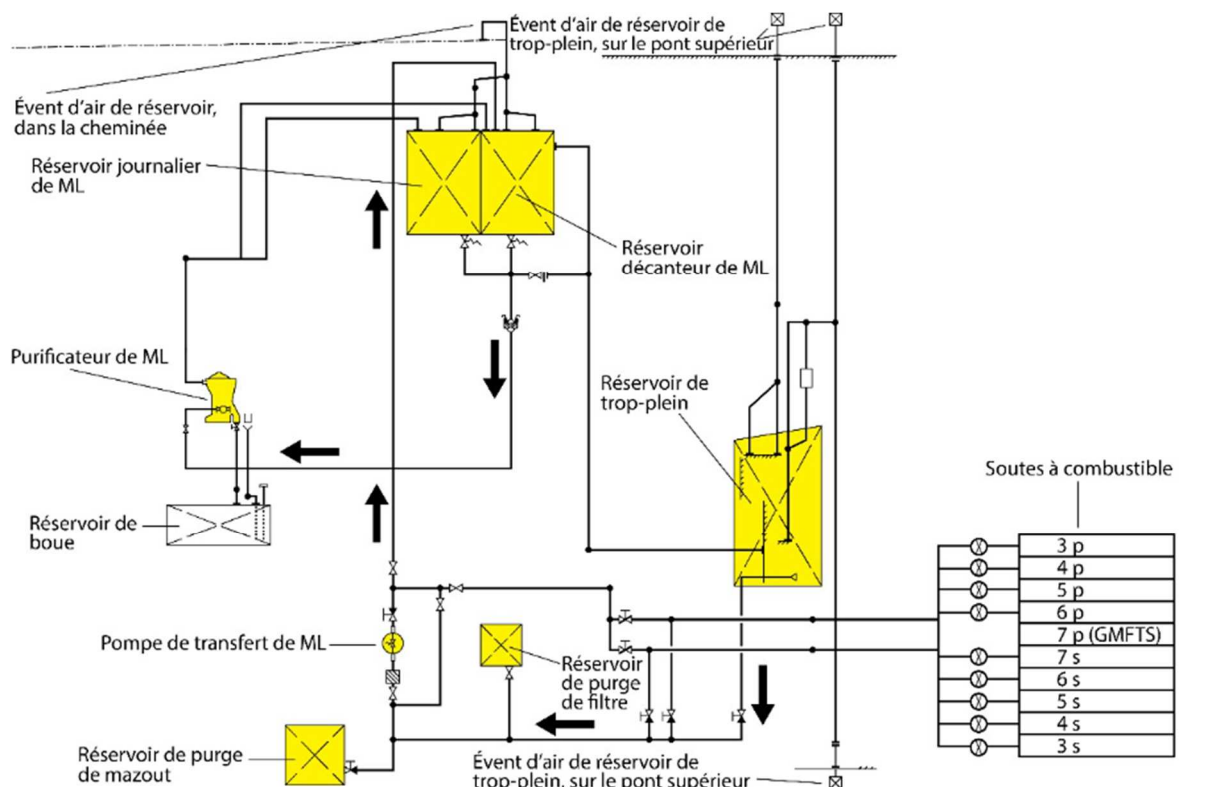 Évent d'air de réservoir de
trop-plein, sur le pont supérieur
Évent d'air de réservoir,
dans la cheminée
Réservoir journalier
de ML
Réservoir
décanteur de ML
Purificateur de ML
Réservoir de
trop-plein
Soutes à combustible
Réservoir de
boue
3 p
4 p
5 p
6 p
7 p (GMFTS)
7 s
6 s
5 s
4 s
3 s
Pompe de transfert de ML
Réservoir
de purge
de filtre
Réservoir de purge
de mazout
Évent d'air de réservoir de
trop-plein, sur le pont supérieur